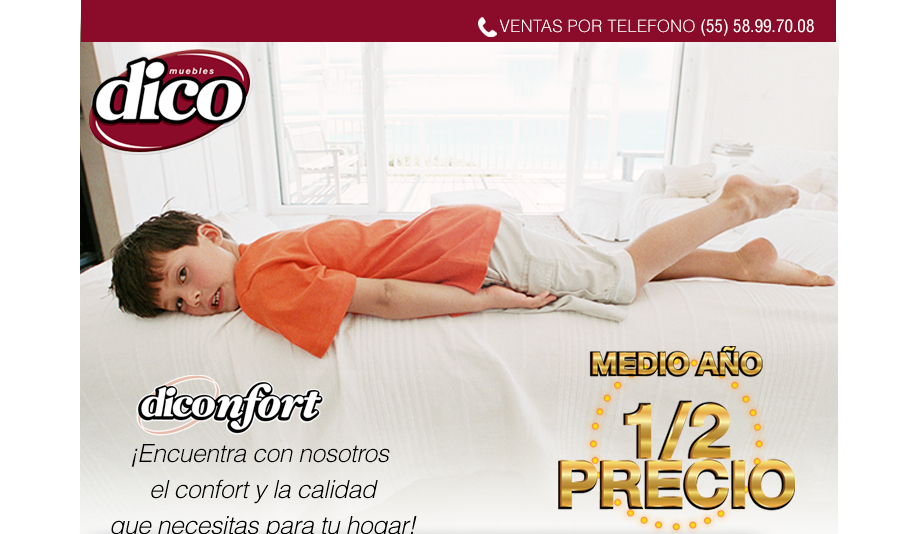 VENTAS POR TELEFONO (55) 58.99.70.08
muebles
dico
MEDIO AÑO
1/2
PRECIO
diconfort
¡Encuentra con nosotros
el confort y la calidad
que necesitas para tu hogar!